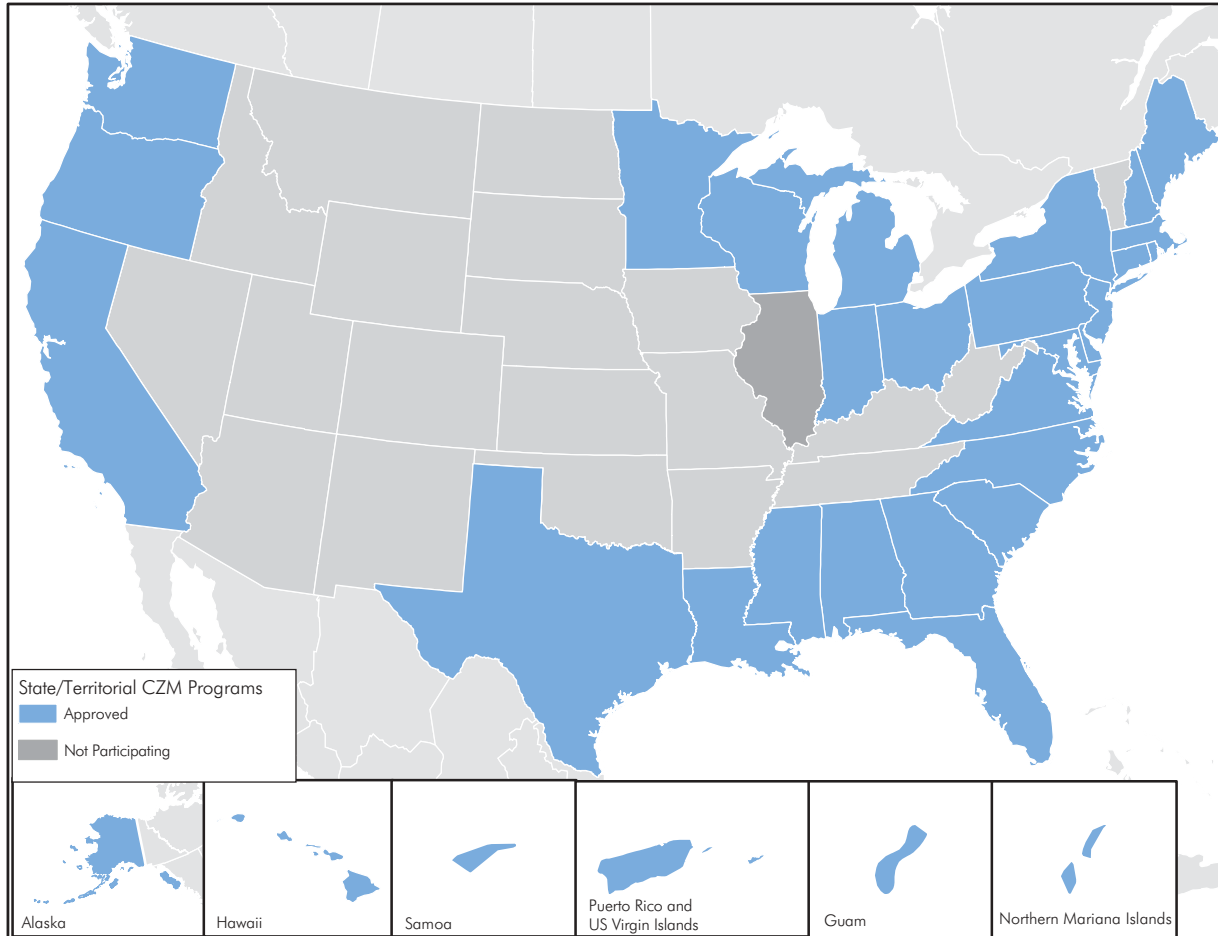 State/Territorial CZM Programs
Approved
Not Participating
Alaska
Hawaii
Samoa
Puerto Rico and
US Virgin Islands
Guam
Northern Mariana Islands